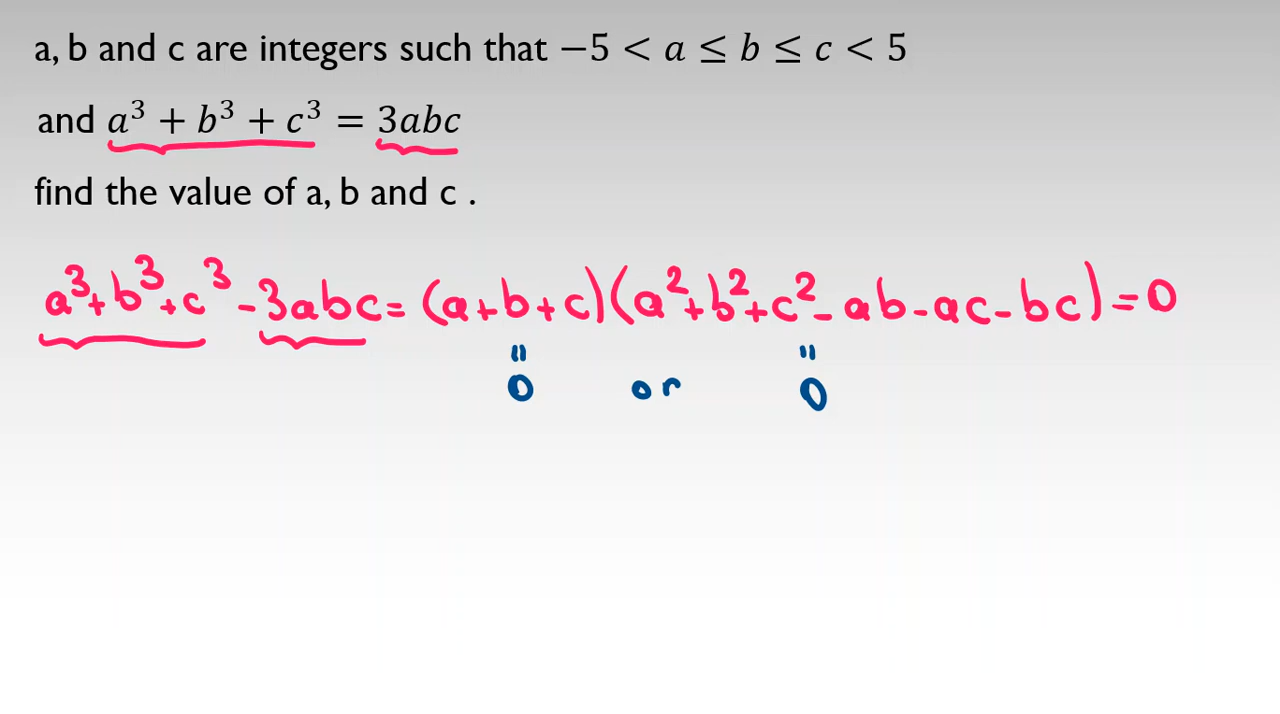 a, b and c are integers such that −5 < a ≤ b ≤ c < 5
and a³ + b³ + c³ = 3abc
find the value of a, b and c .
a³+b³+c³-3abc=(a+b+c)(a²+b²+c²-ab-ac-bc)=0
" "
0 or 0